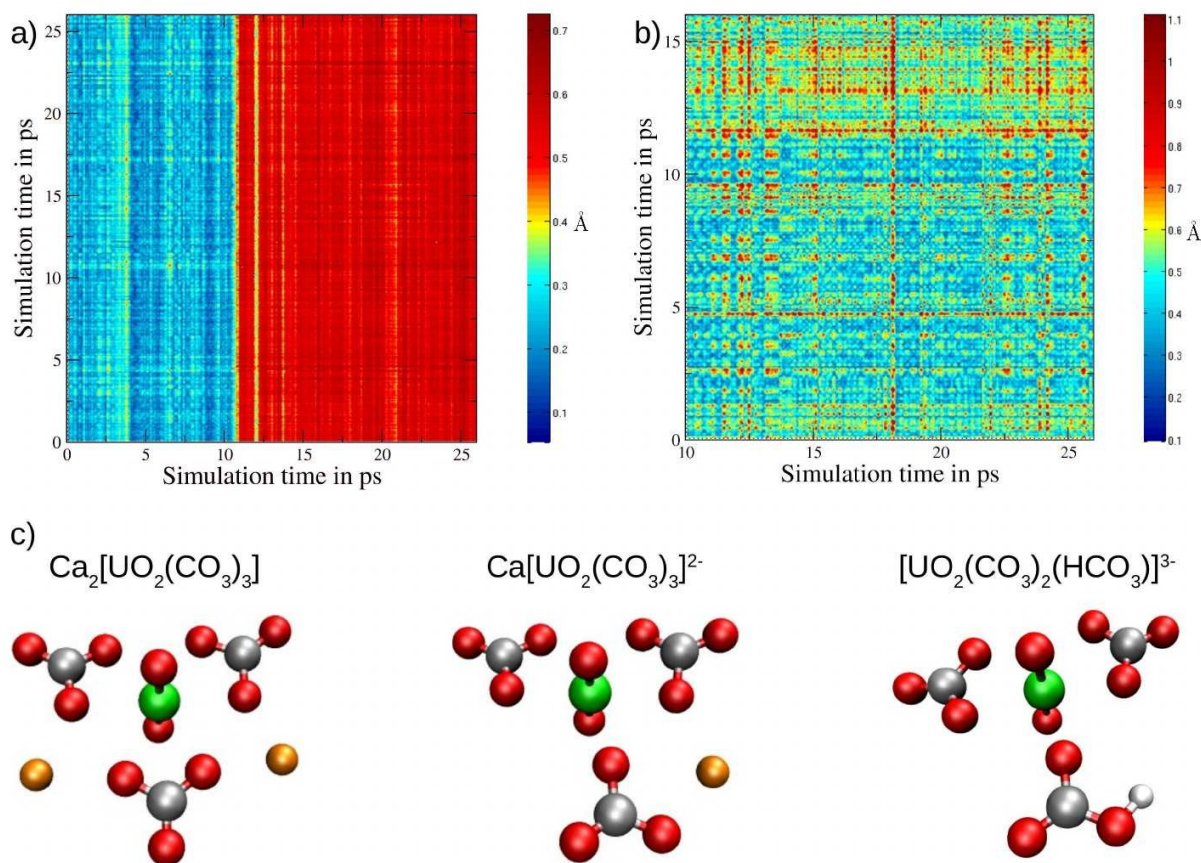 a)
0.7
0.6
0.5
0.4
0.3
0.2
0.1
Å
25
20
15
10
5
0
Simulation time in ps
0 5 10 15 20 25
Simulation time in ps
b)
1.1
1
0.9
0.8
0.7
0.6
0.5
0.4
0.3
0.2
0.1
Å
15
10
5
0
Simulation time in ps
10 15 20 25
Simulation time in ps
c)
Ca₂[UO₂(CO₃)₃] Ca[UO₂(CO₃)₃]²⁻ [UO₂(CO₃)₂(HCO₃)]³⁻